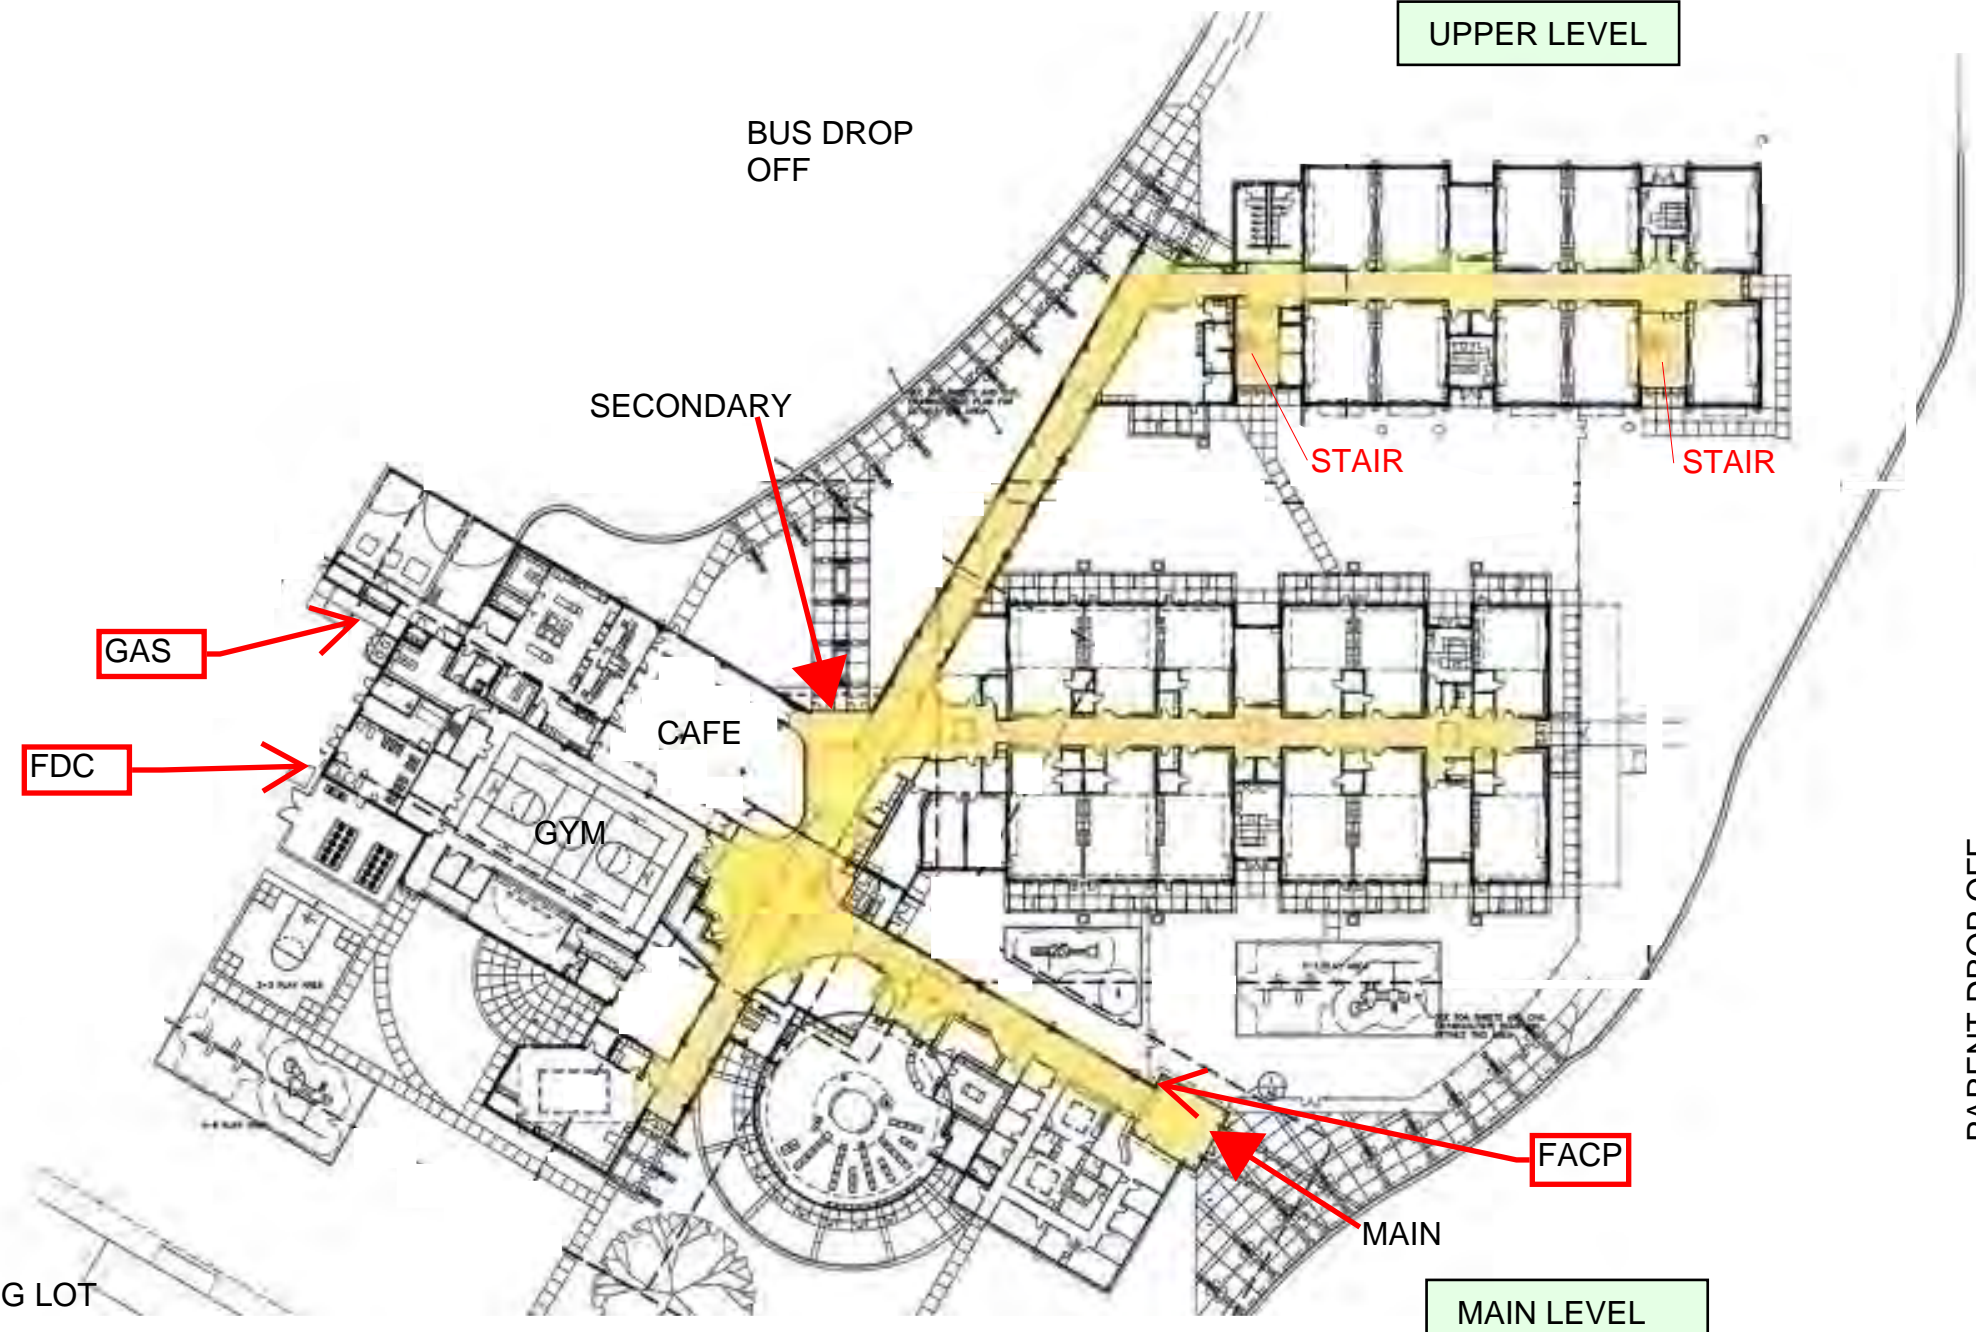 UPPER LEVEL
BUS DROP
OFF
SECONDARY
STAIR
STAIR
GAS
CAFE
FDC
GYM
PARENT DROP OFF
FACP
MAIN
G LOT
MAIN LEVEL